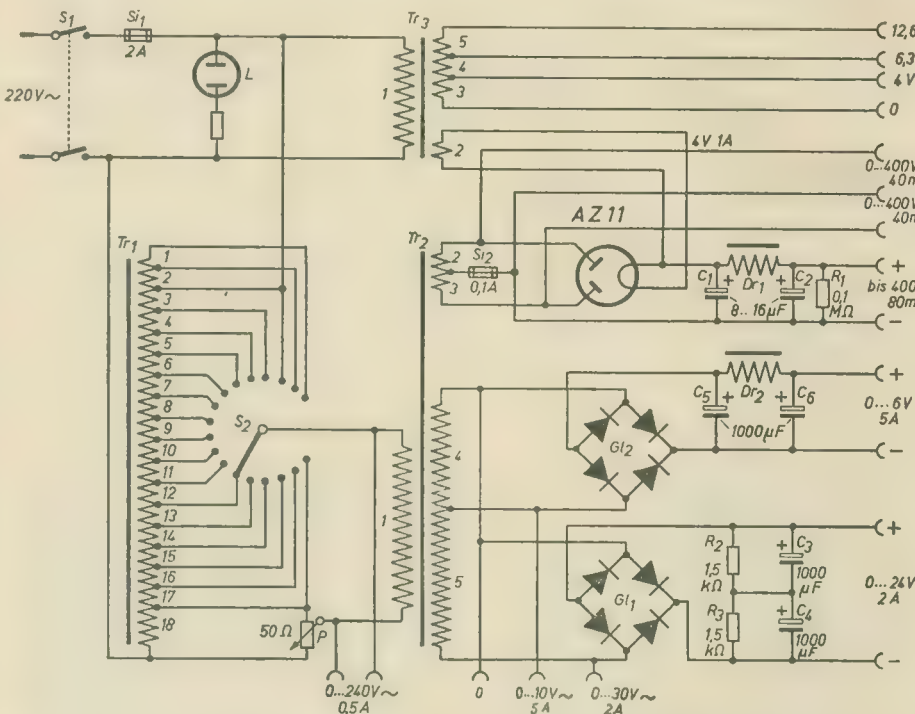 S1
Si1
2A
220V~
L
Tr3
1
5
4
3
2
12,6
6,3
4V
0
4V 1A
0...400V
40m
0...400V
40m
AZ11
Tr1
1
2
3
4
5
6
7
8
9
10
11
12
13
14
15
16
17
18
S2
50Ω
P
0...240V~
0,5A
Tr2
2
3
Si2
0,1A
1
4
5
C1
+
Dr1
+
C2
R1
0,1
MΩ
8..16µF
+
bis 400
80m
−
C5
+
Dr2
+
C6
1000µF
+
0...6V
5A
−
Gl2
Gl1
R2
1,5
kΩ
R3
1,5
kΩ
+
C3
1000
µF
+
C4
1000
µF
+
0...24V
2A
−
0
0...10V~
5A
0...30V~
2A